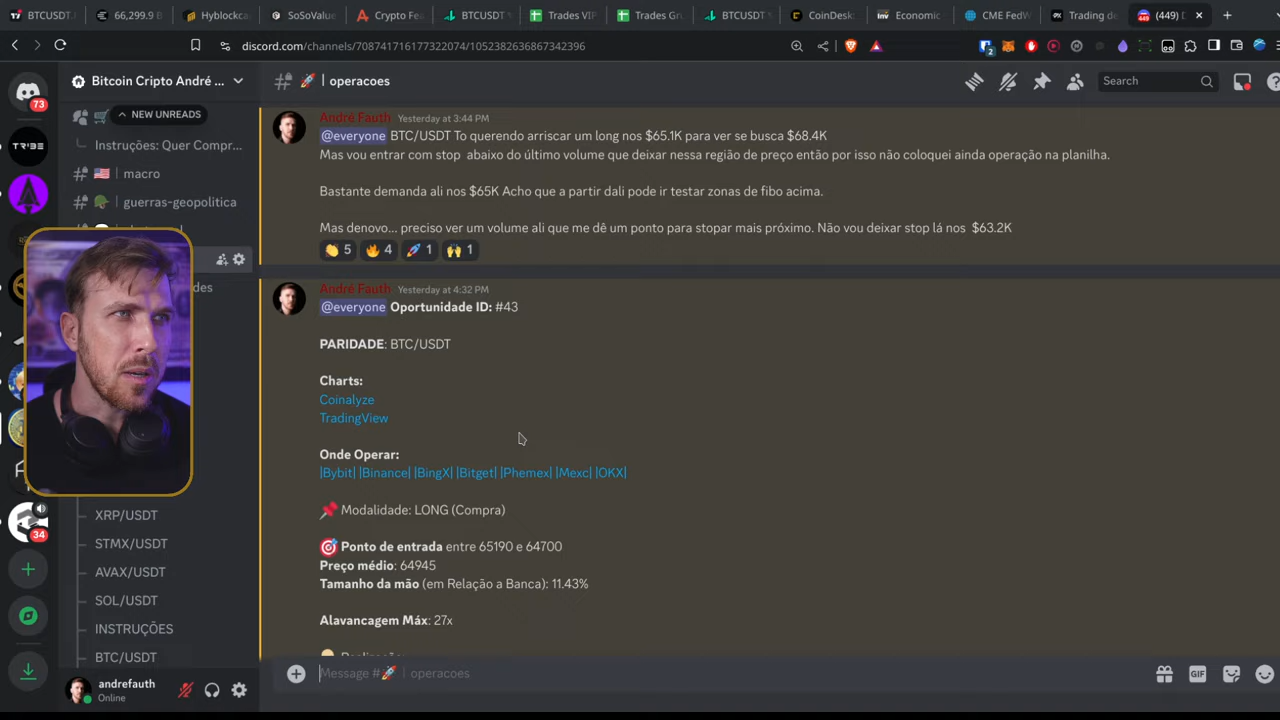 BTCUSDT.
66,299.9
Hyblockca
SoSoValue
Crypto Fea
BTCUSDT
Trades VIP
Trades Gru
BTCUSDT
CoinDesk
Inv
Economic
CME FedW
Trading de
449
(449) D
discord.com/channels/708741716177322074/1052382636867342396
2
Bitcoin Cripto André ...
| operacoes
Search
73
TRIBE
34
NEW UNREADS
Instruções: Quer Compr...
| macro
| guerras-geopolitica
des
XRP/USDT
STMX/USDT
AVAX/USDT
SOL/USDT
INSTRUÇÕES
BTC/USDT
andrefauth
Online
André Fauth Yesterday at 3:44 PM
@everyone BTC/USDT To querendo arriscar um long nos $65.1K para ver se busca $68.4K
Mas vou entrar com stop abaixo do último volume que deixar nessa região de preço então por isso não coloquei ainda operação na planilha.
Bastante demanda ali nos $65K Acho que a partir dali pode ir testar zonas de fibo acima.
Mas denovo... preciso ver um volume ali que me dê um ponto para stopar mais próximo. Não vou deixar stop lá nos $63.2K
5 4 1 1
André Fauth Yesterday at 4:32 PM
@everyone Oportunidade ID: #43
PARIDADE: BTC/USDT
Charts:
Coinalyze
TradingView
Onde Operar:
|Bybit| |Binance| |BingX| |Bitget| |Phemex| |Mexc| |OKX|
Modalidade: LONG (Compra)
Ponto de entrada entre 65190 e 64700
Preço médio: 64945
Tamanho da mão (em Relação a Banca): 11.43%
Alavancagem Máx: 27x
Message # | operacoes
GIF